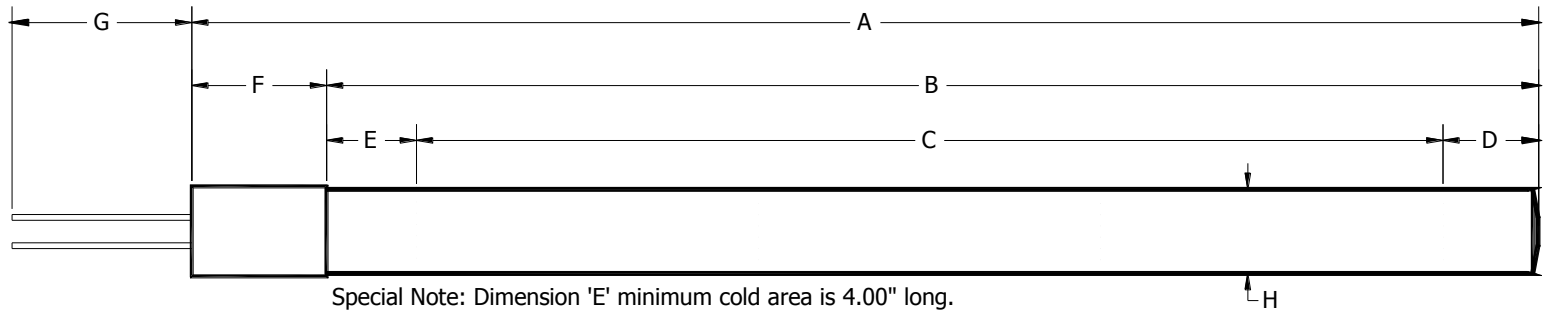 G
A
F
B
E
C
D
Special Note: Dimension 'E' minimum cold area is 4.00" long.
H